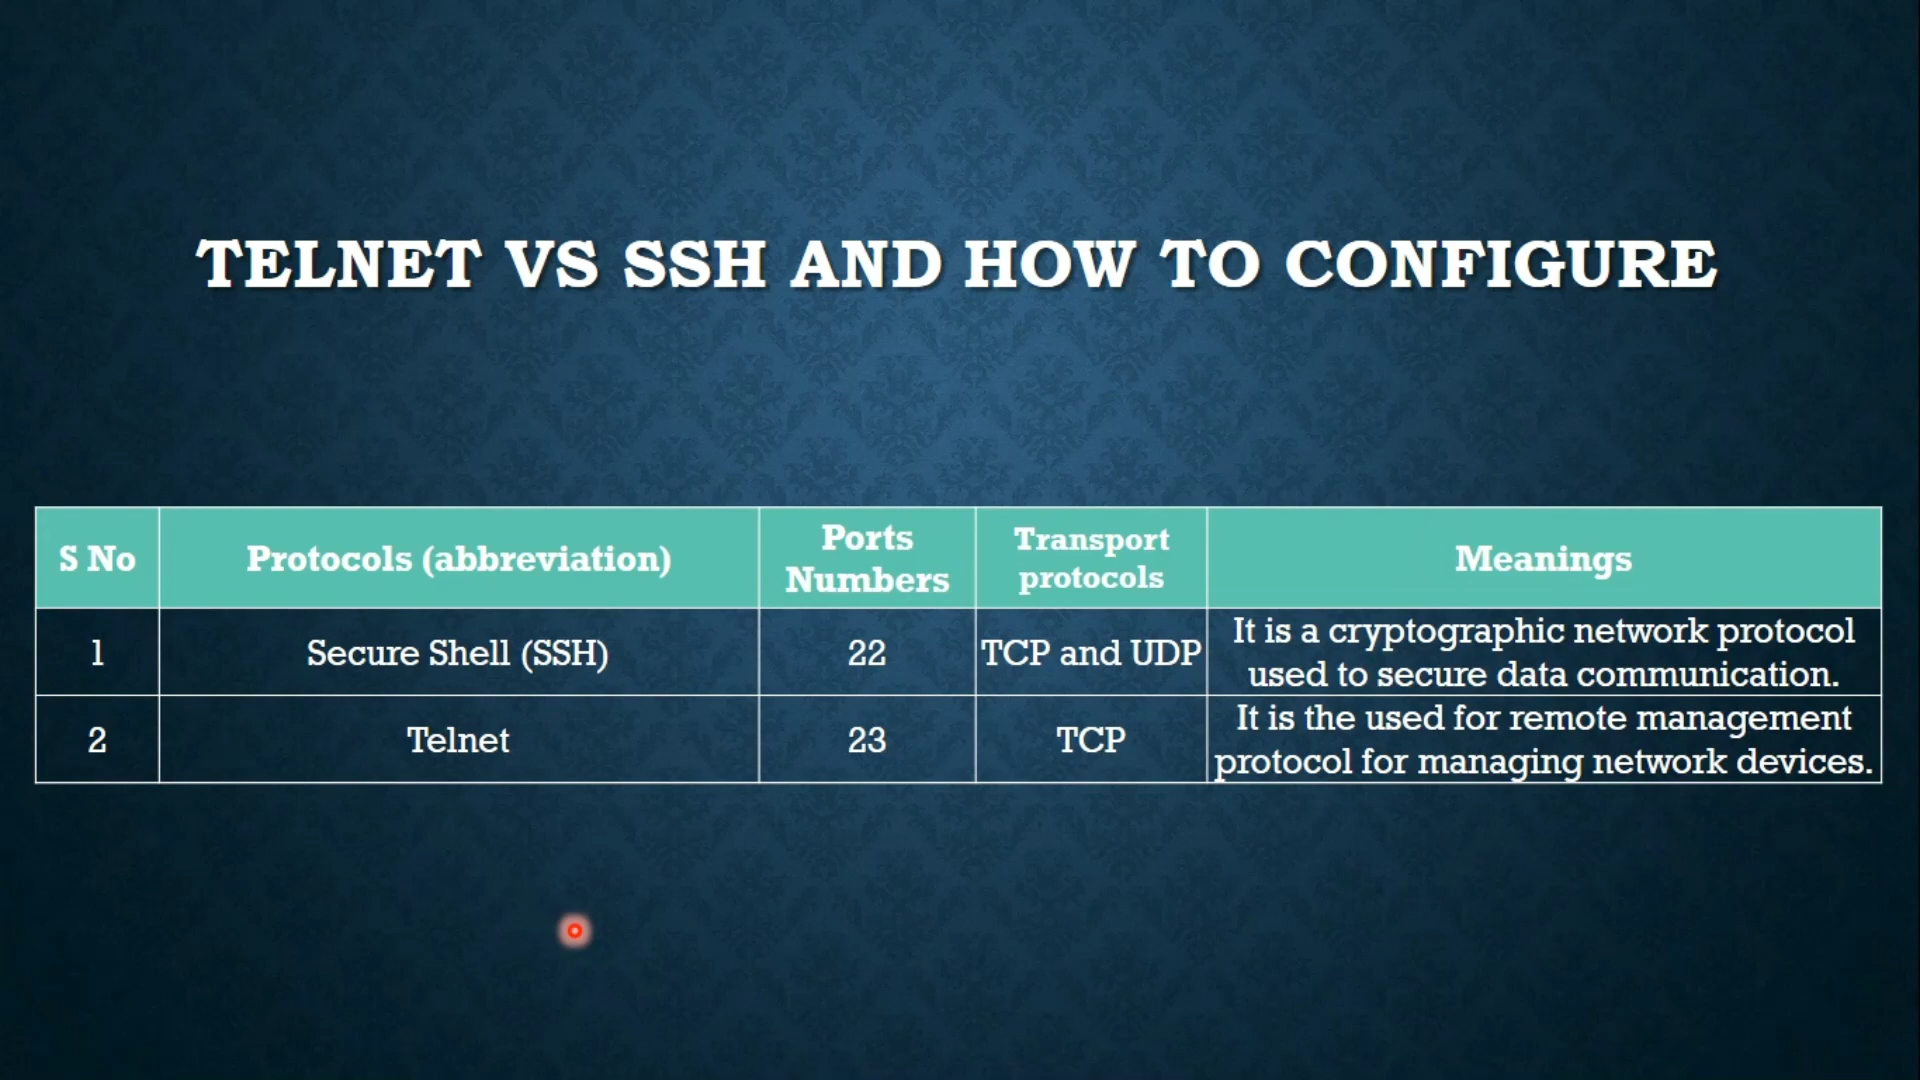 TELNET VS SSH AND HOW TO CONFIGURE
S No
Protocols (abbreviation)
Ports
Numbers
Transport
protocols
Meanings
1
Secure Shell (SSH)
22
TCP and UDP
It is a cryptographic network protocol
used to secure data communication.
2
Telnet
23
TCP
It is the used for remote management
protocol for managing network devices.